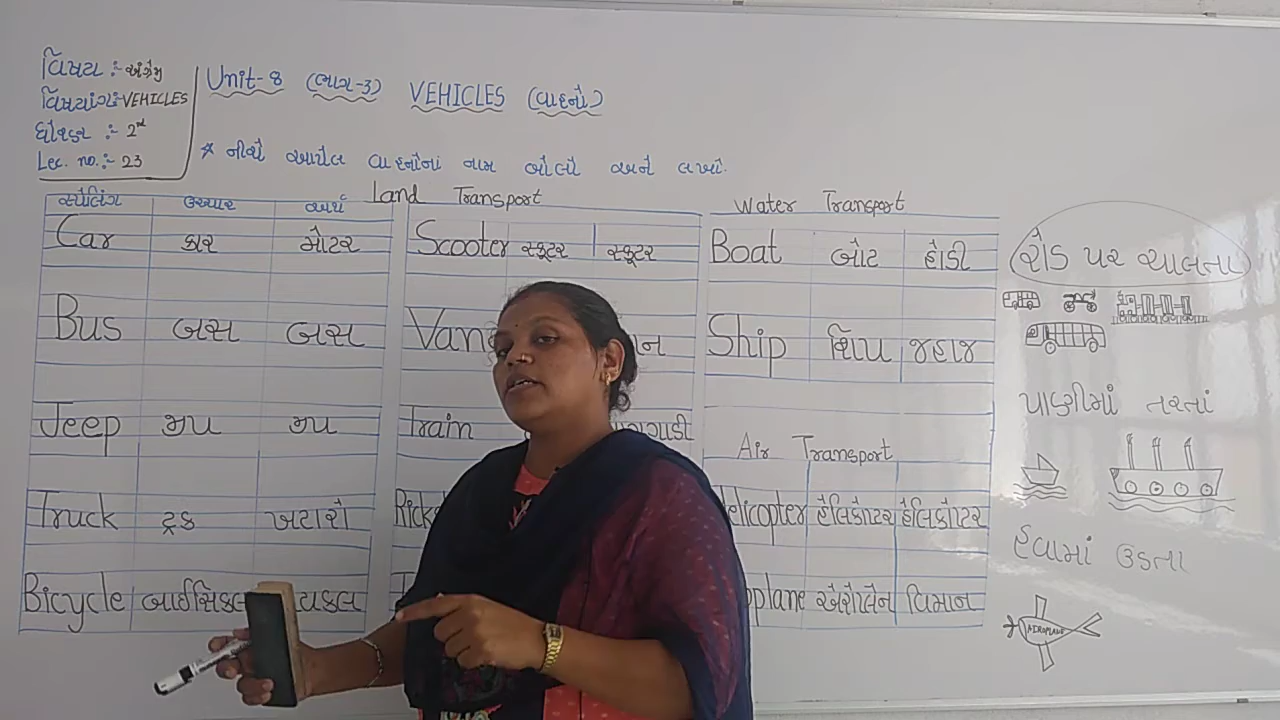 વિષય :- અંગ્રેજી
વિષયાંગ:- VEHICLES
ધોરણ :- 2nd
Lec. no.:- 23
Unit-8 (ભાગ-3) VEHICLES (વાહનો)
* નીચે આપેલ વાહનોનાં નામ બોલો અને લખો.
Land Transport
સ્પેલિંગ ઉચ્ચાર અર્થ
Car કાર મોટર
Bus બસ બસ
Jeep જીપ જીપ
Truck ટ્રક ખટારો
Bicycle બાઈસિકલ
Scooter સ્કૂટર સ્કૂટર
Van
Train
Water Transport
Boat બોટ હોડી
Ship શિપ જહાજ
Air Transport
Helicopter હેલિકોપ્ટર હેલિકોપ્ટર
એરોપ્લેન વિમાન
રોડ પર ચાલતા
પાણીમાં તરતાં
હવામાં ઉડતા
AEROPLANE